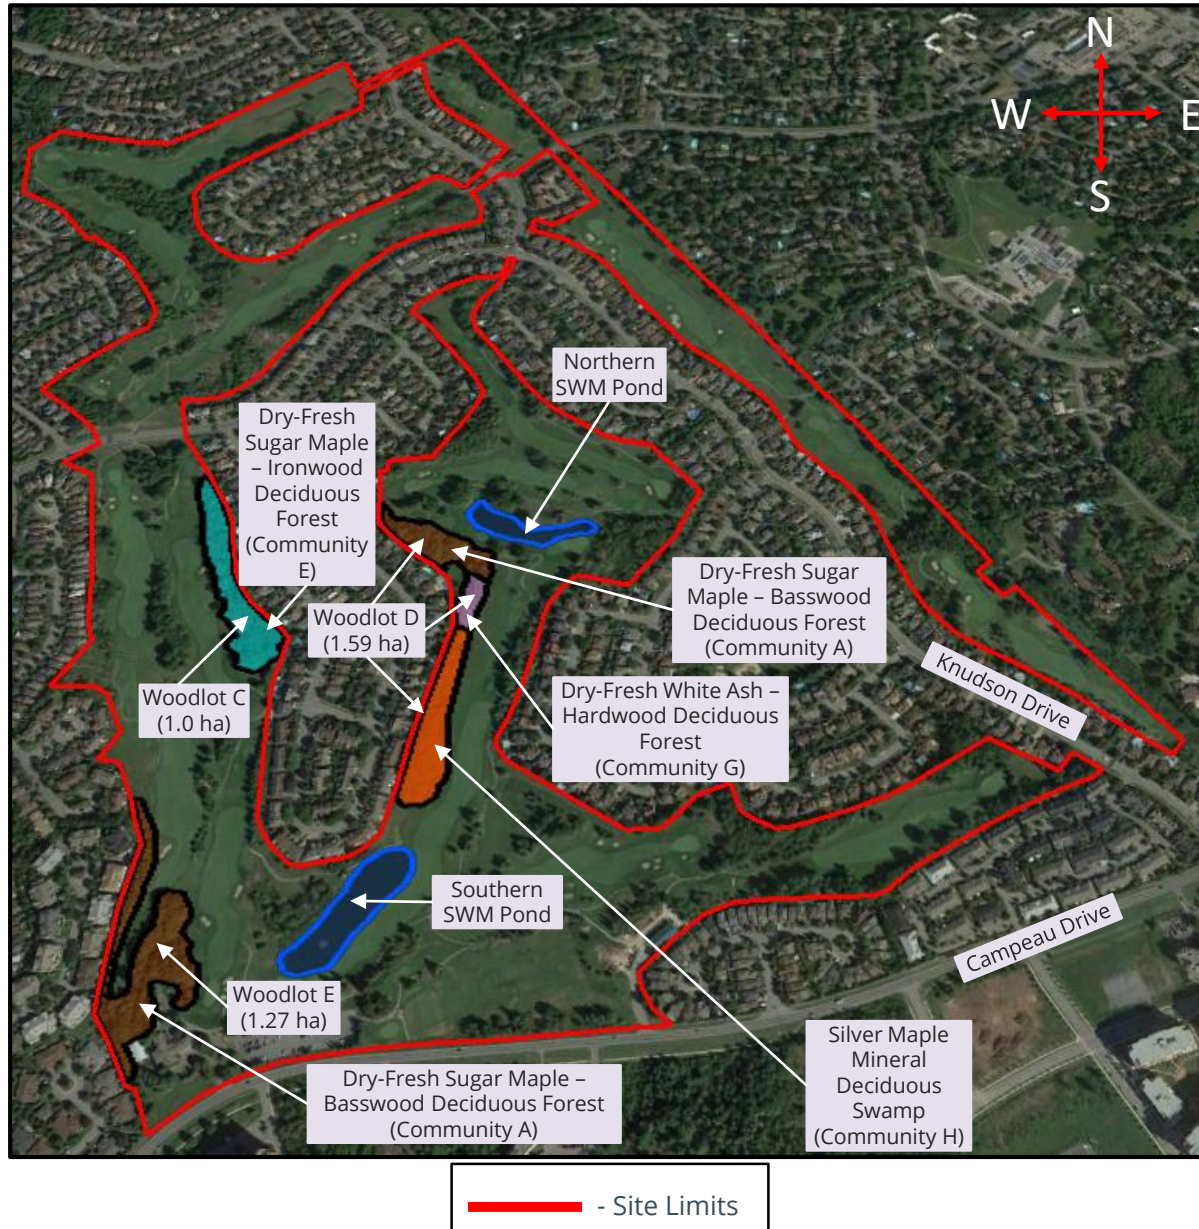 N
W
E
S
Northern
SWM Pond
Dry-Fresh
Sugar Maple
– Ironwood
Deciduous
Forest
(Community
E)
Dry-Fresh Sugar
Maple – Basswood
Deciduous Forest
(Community A)
Woodlot D
(1.59 ha)
Woodlot C
(1.0 ha)
Dry-Fresh White Ash –
Hardwood Deciduous
Forest
(Community G)
Knudson Drive
Southern
SWM Pond
Campeau Drive
Woodlot E
(1.27 ha)
Silver Maple
Mineral
Deciduous
Swamp
(Community H)
Dry-Fresh Sugar Maple –
Basswood Deciduous Forest
(Community A)
- Site Limits